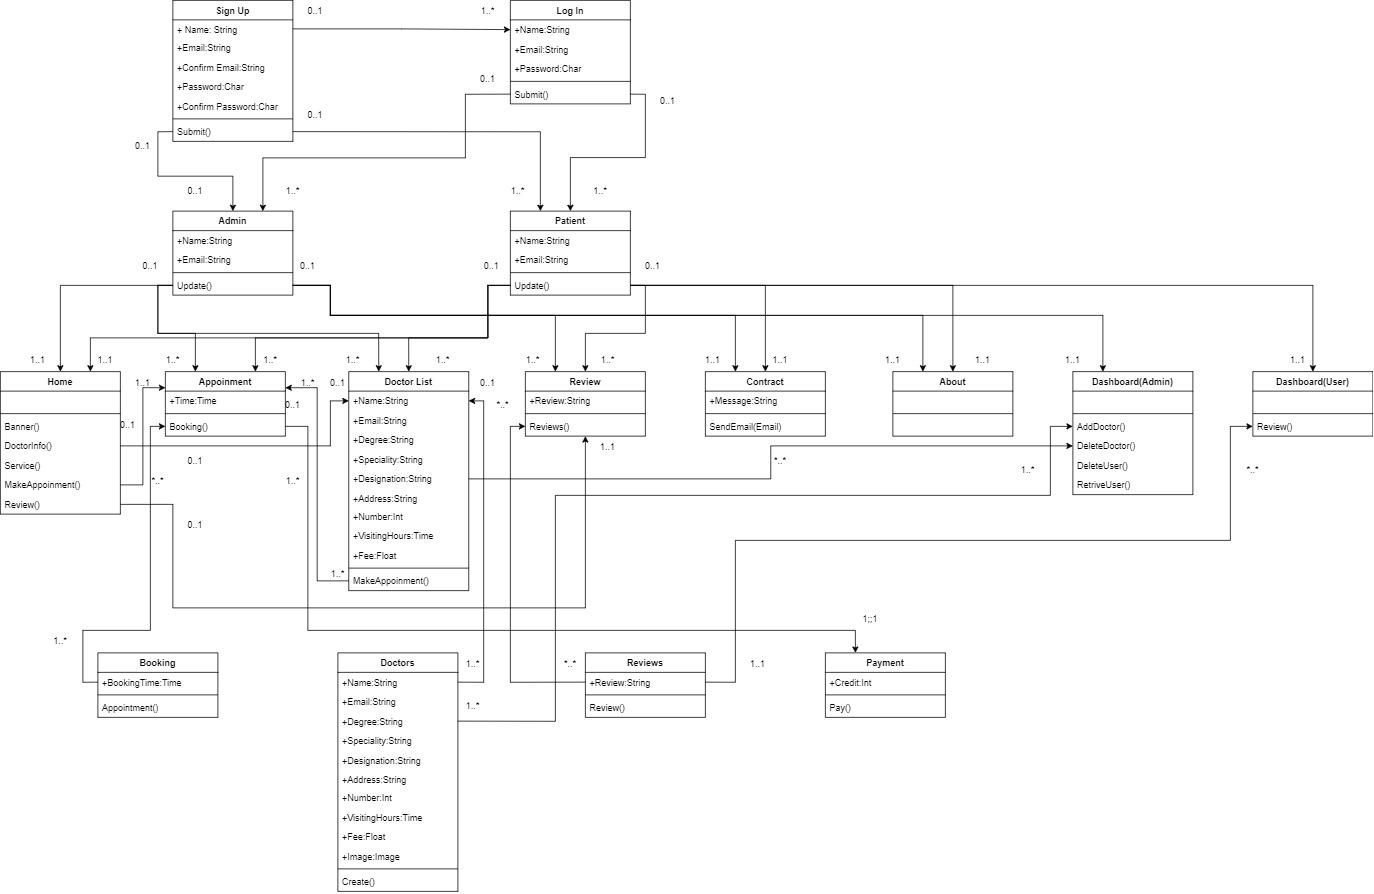 Sign Up
+ Name: String
+Email:String
+Confirm Email:String
+Password:Char
+Confirm Password:Char
Submit()
0..1
1..*
Log In
+Name:String
+Email:String
+Password:Char
Submit()
0..1
0..1
0..1
0..1
0..1
1..*
1..*
1..*
Admin
+Name:String
+Email:String
Update()
Patient
+Name:String
+Email:String
Update()
0..1
0..1
0..1
0..1
1..1
1..1
1..*
1..*
1..*
1..*
1..*
1..*
1..1
1..1
1..1
1..1
1..1
1..1
Home
Banner()
DoctorInfo()
Service()
MakeAppoinment()
Review()
1..1
0..1
*..*
0..1
0..1
Appoinment
+Time:Time
Booking()
1..*
0..1
0..1
1..*
1..*
Doctor List
+Name:String
+Email:String
+Degree:String
+Speciality:String
+Designation:String
+Address:String
+Number:Int
+VisitingHours:Time
+Fee:Float
MakeAppoinment()
0..1
*..*
Review
+Review:String
Reviews()
1..1
Contract
+Message:String
SendEmail(Email)
*..*
About
Dashboard(Admin)
AddDoctor()
DeleteDoctor()
DeleteUser()
RetriveUser()
1..*
Dashboard(User)
Review()
*..*
1..*
Booking
+BookingTime:Time
Appointment()
Doctors
+Name:String
+Email:String
+Degree:String
+Speciality:String
+Designation:String
+Address:String
+Number:Int
+VisitingHours:Time
+Fee:Float
+Image:Image
Create()
1..*
1..*
*..*
Reviews
+Review:String
Review()
1..1
1;;1
Payment
+Credit:Int
Pay()